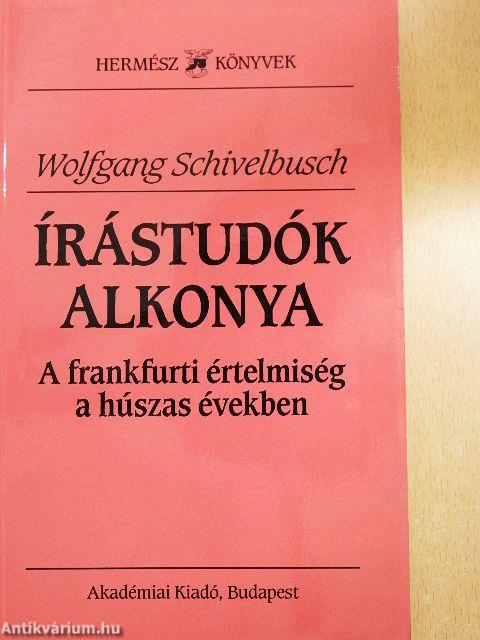 HERMÉSZ KÖNYVEK
Wolfgang Schivelbusch
ÍRÁSTUDÓK
ALKONYA
A frankfurti értelmiség
a húszas években
Akadémiai Kiadó, Budapest
Antikvárium.hu